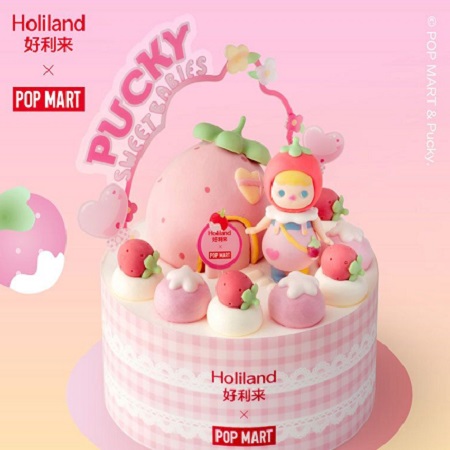 Holiland
好利来
×
POP MART
PUCKY
SWEET BABIES
© POP MART & Pucky.
Holiland
好利来
×
POP MART
Holiland
好利来
×
POP MART